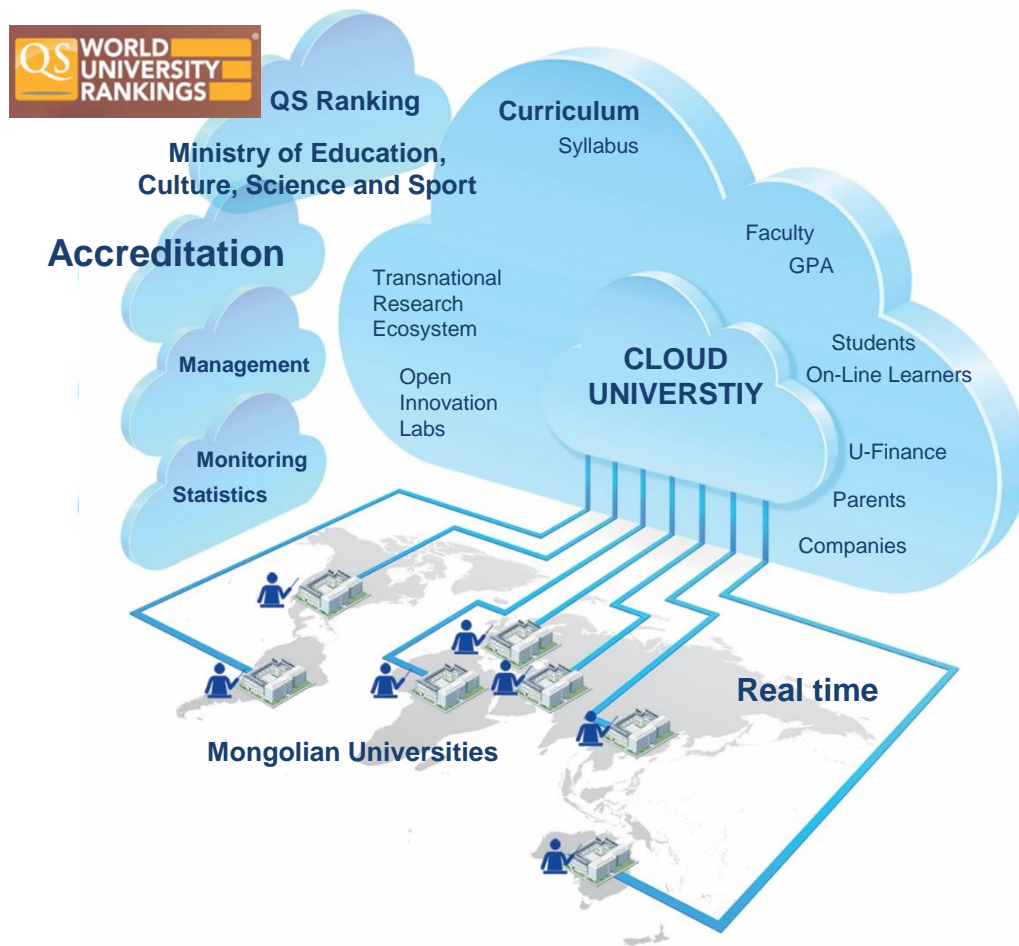 QS WORLD
UNIVERSITY
RANKINGS
®
QS Ranking
Ministry of Education,
Culture, Science and Sport
Accreditation
Management
Monitoring
Statistics
Curriculum
Syllabus
Faculty
GPA
Transnational
Research
Ecosystem
Open
Innovation
Labs
CLOUD
UNIVERSTIY
Students
On-Line Learners
U-Finance
Parents
Companies
Real time
Mongolian Universities